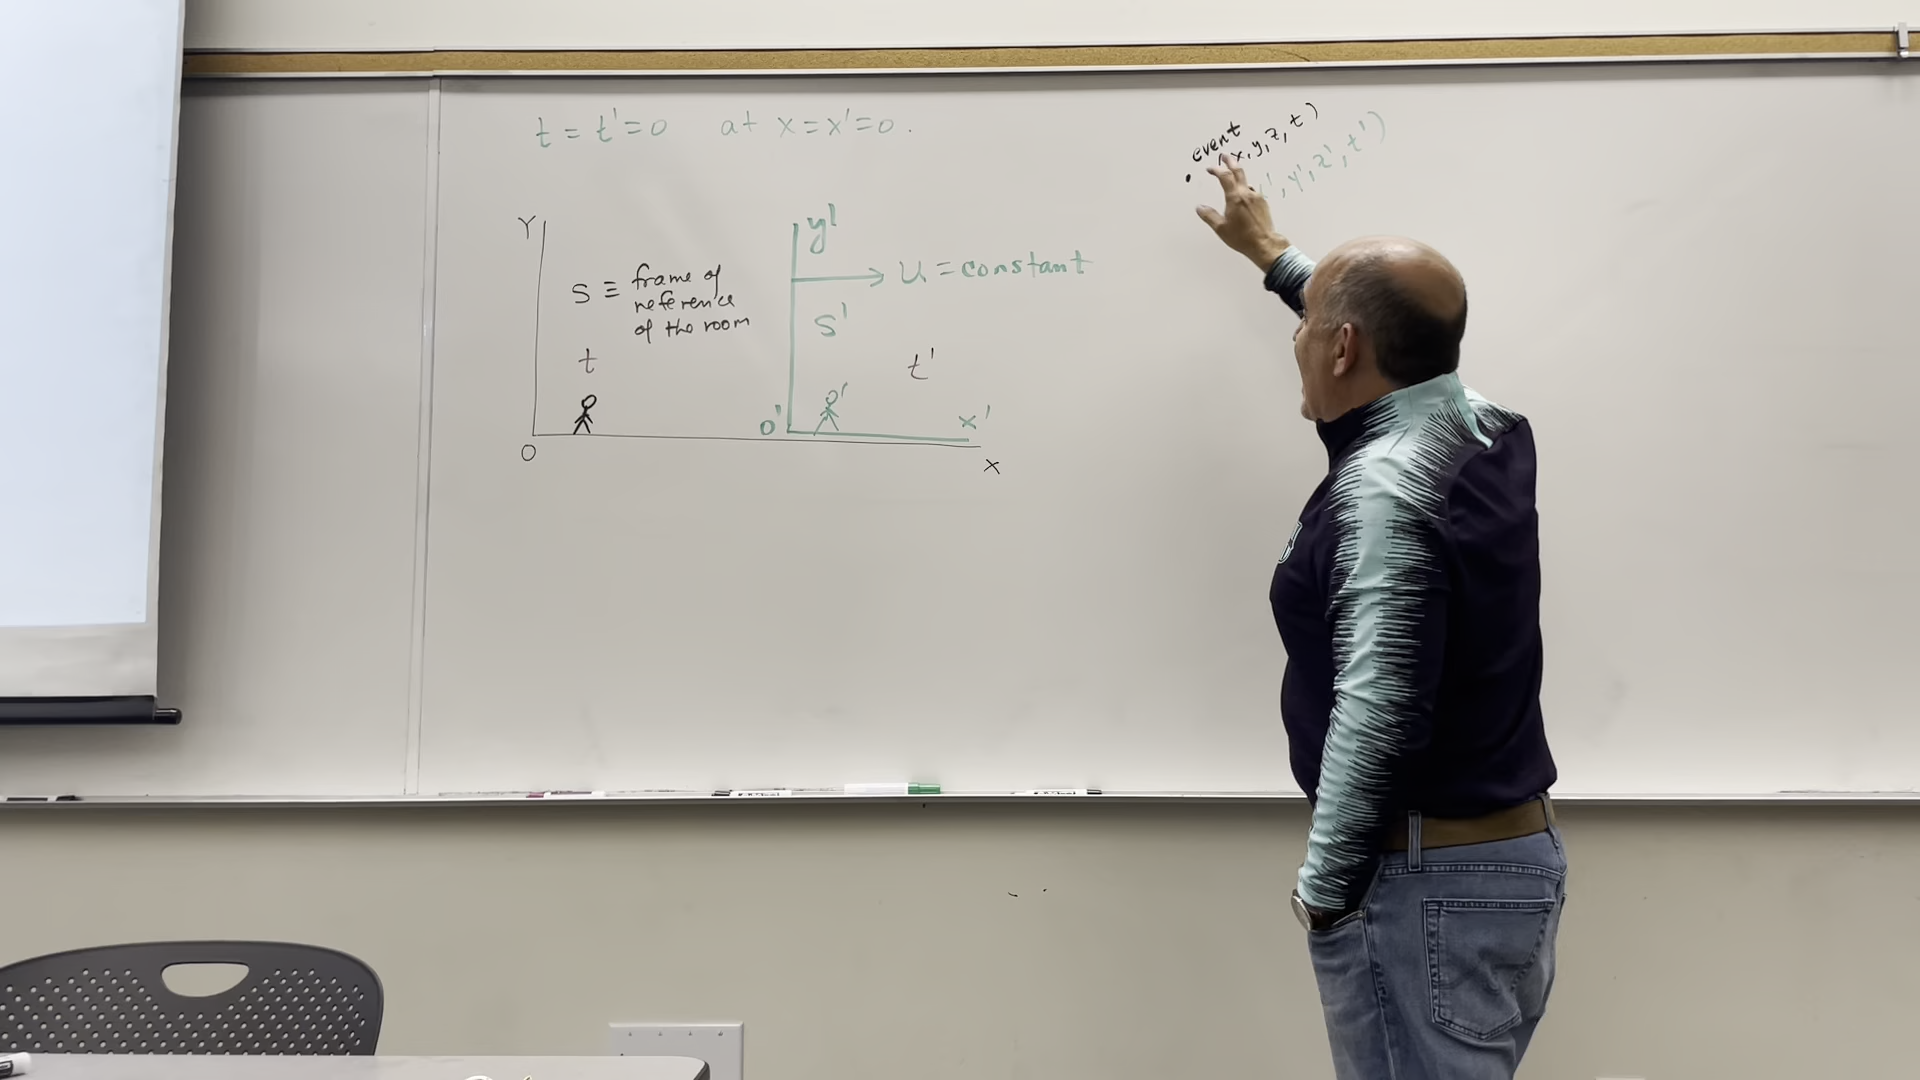 t = t' = 0 at x = x' = 0.
event
(x, y, z, t)
x', y', z', t')
Y
y'
u = constant
S ≡ frame of
reference
of the room
S'
t
t'
o'
x'
O
x